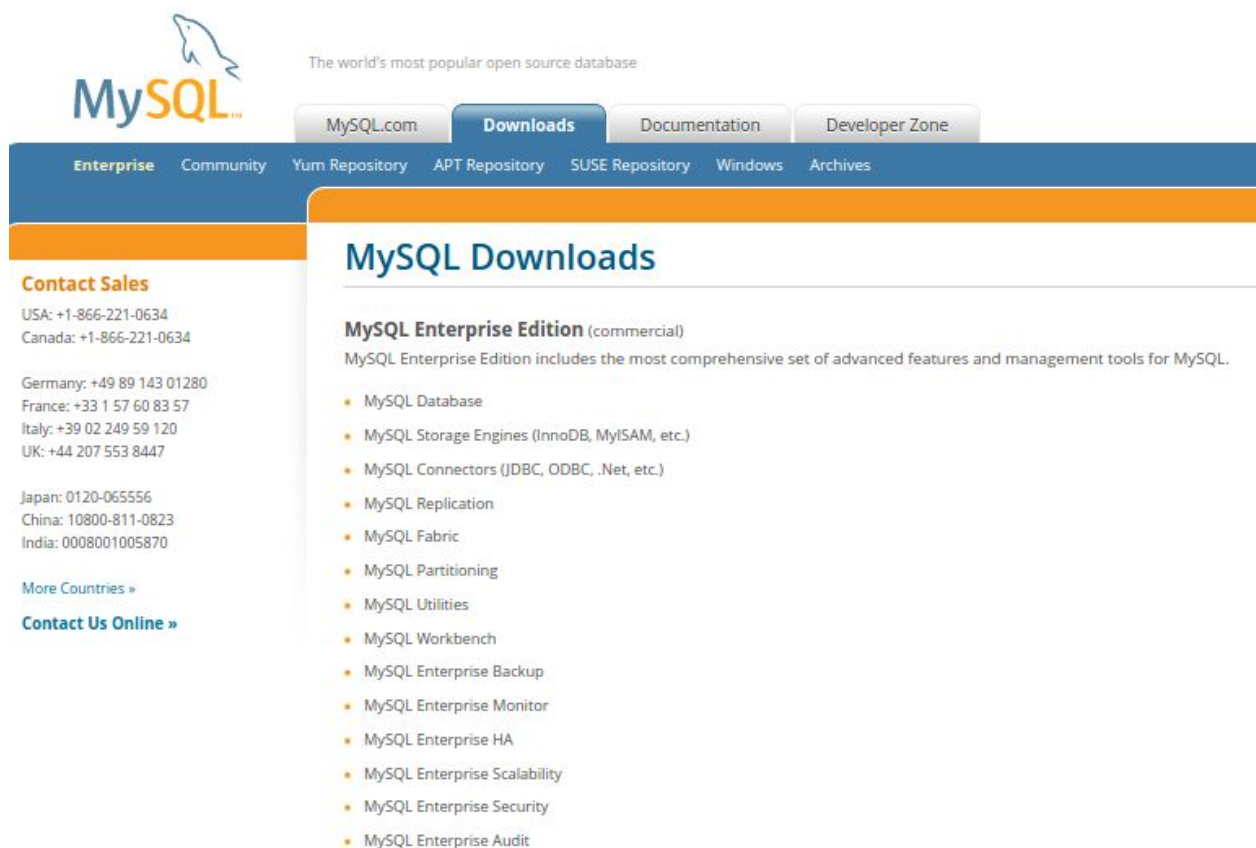 MySQL™
The world's most popular open source database
MySQL.com Downloads Documentation Developer Zone
Enterprise Community Yum Repository APT Repository SUSE Repository Windows Archives
Contact Sales
USA: +1-866-221-0634
Canada: +1-866-221-0634
Germany: +49 89 143 01280
France: +33 1 57 60 83 57
Italy: +39 02 249 59 120
UK: +44 207 553 8447
Japan: 0120-065556
China: 10800-811-0823
India: 0008001005870
More Countries »
Contact Us Online »
MySQL Downloads
MySQL Enterprise Edition (commercial)
MySQL Enterprise Edition includes the most comprehensive set of advanced features and management tools for MySQL.
• MySQL Database
• MySQL Storage Engines (InnoDB, MyISAM, etc.)
• MySQL Connectors (JDBC, ODBC, .Net, etc.)
• MySQL Replication
• MySQL Fabric
• MySQL Partitioning
• MySQL Utilities
• MySQL Workbench
• MySQL Enterprise Backup
• MySQL Enterprise Monitor
• MySQL Enterprise HA
• MySQL Enterprise Scalability
• MySQL Enterprise Security
• MySQL Enterprise Audit